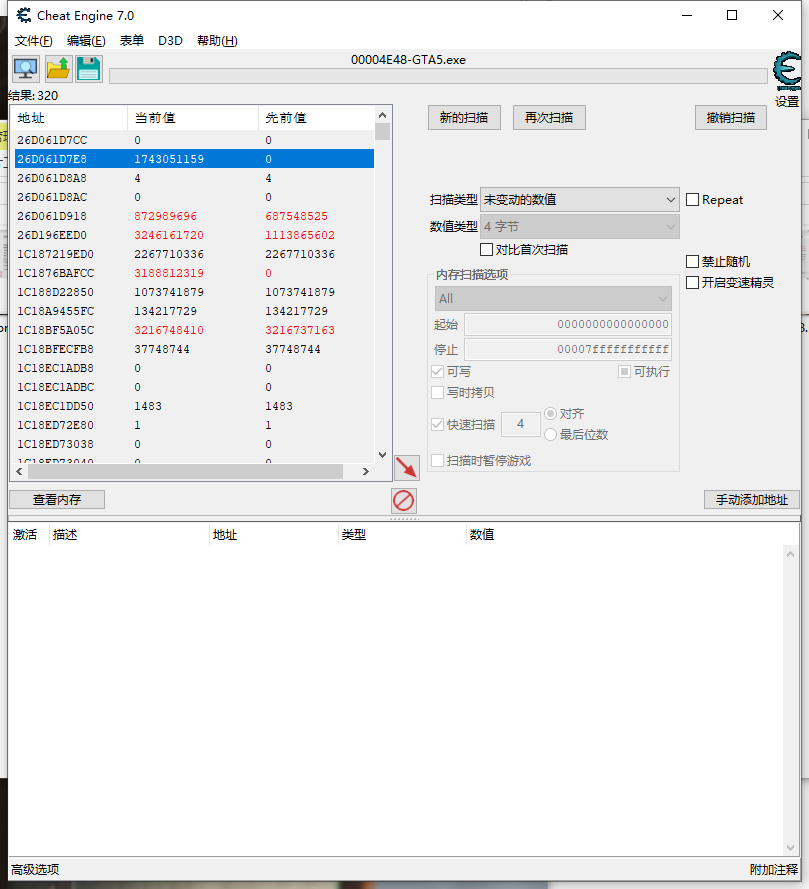 Cheat Engine 7.0
文件(F) 编辑(E) 表单 D3D 帮助(H)
00004E48-GTA5.exe
结果: 320
设置
地址 当前值 先前值
26D061D7CC 0 0
26D061D7E8 1743051159 0
26D061D8A8 4 4
26D061D8AC 0 0
26D061D918 872989696 687548525
26D196EED0 3246161720 1113865602
1C187219ED0 2267710336 2267710336
1C1876BAFCC 3188812319 0
1C188D22850 1073741879 1073741879
1C18A9455FC 134217729 134217729
1C18BF5A05C 3216748410 3216737163
1C18BFECFB8 37748744 37748744
1C18EC1ADB8 0 0
1C18EC1ADBC 0 0
1C18EC1DD50 1483 1483
1C18ED72E80 1 1
1C18ED73038 0 0
1C18ED73040 0 0
新的扫描 再次扫描 撤销扫描
扫描类型 未变动的数值 Repeat
数值类型 4 字节
对比首次扫描
禁止随机
开启变速精灵
内存扫描选项
All
起始 0000000000000000
停止 00007fffffffffff
可写 可执行
写时拷贝
快速扫描 4 对齐
最后位数
扫描时暂停游戏
查看内存 手动添加地址
激活 描述 地址 类型 数值
高级选项 附加注释